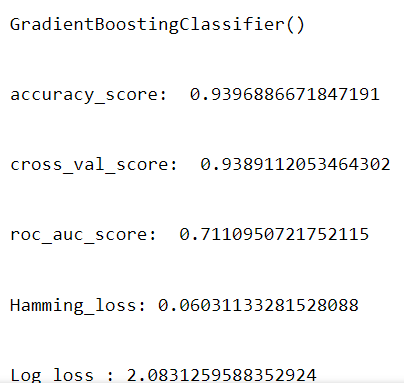 GradientBoostingClassifier()
accuracy_score:  0.9396886671847191
cross_val_score:  0.9389112053464302
roc_auc_score:  0.7110950721752115
Hamming_loss: 0.06031133281528088
Log loss : 2.0831259588352924